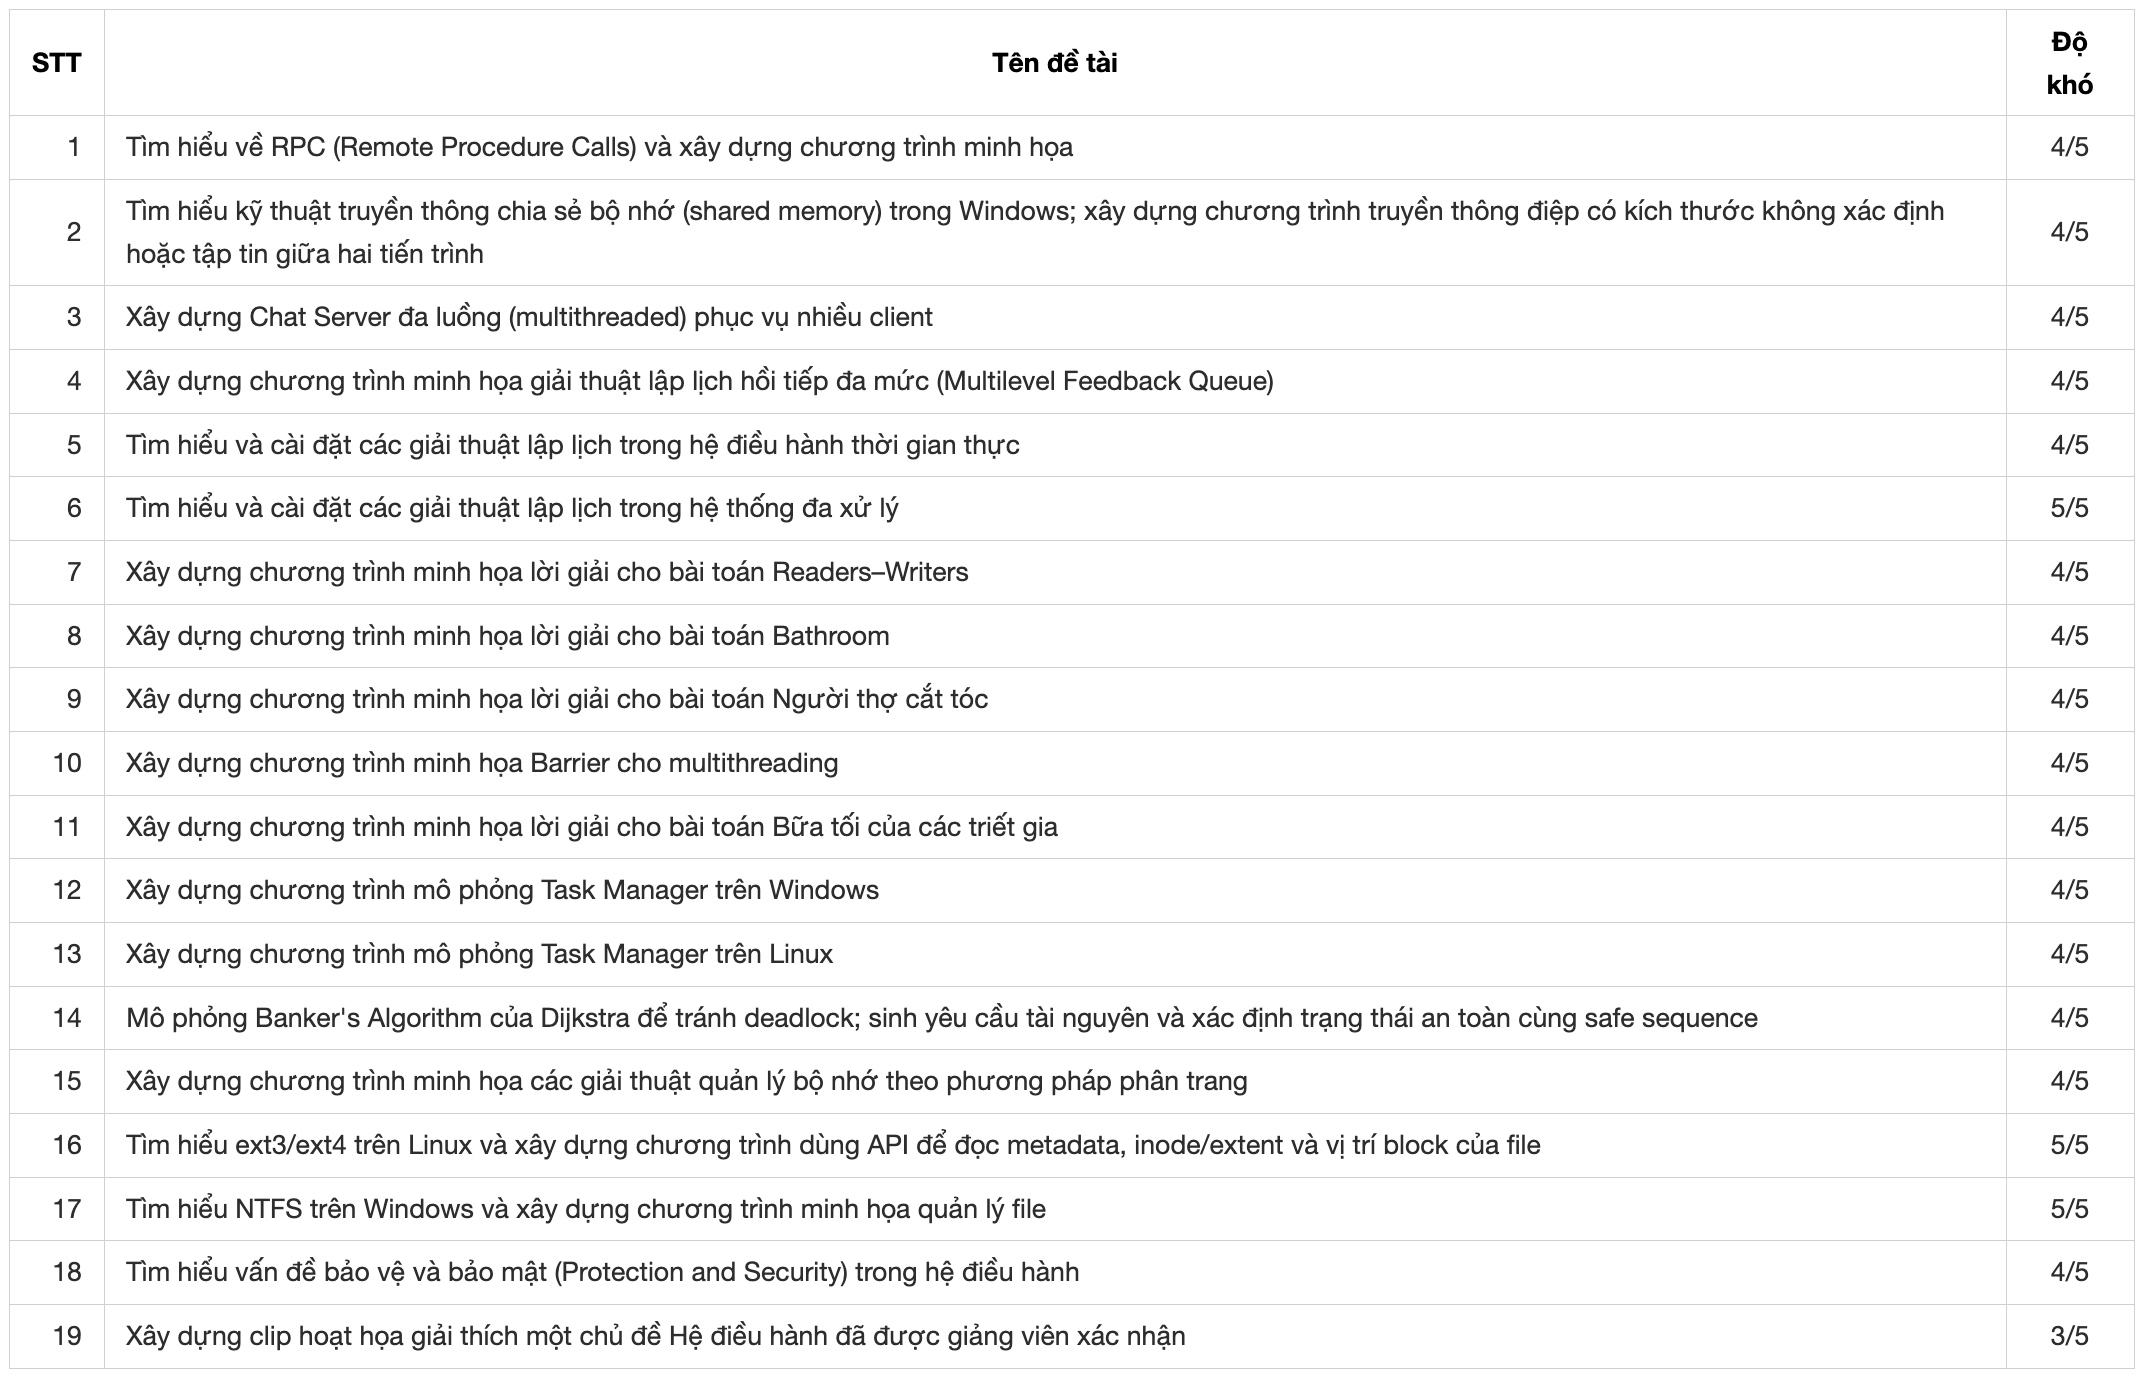 STT Tên đề tài Độ khó
1 Tìm hiểu về RPC (Remote Procedure Calls) và xây dựng chương trình minh họa 4/5
2 Tìm hiểu kỹ thuật truyền thông chia sẻ bộ nhớ (shared memory) trong Windows; xây dựng chương trình truyền thông điệp có kích thước không xác định
hoặc tập tin giữa hai tiến trình 4/5
3 Xây dựng Chat Server đa luồng (multithreaded) phục vụ nhiều client 4/5
4 Xây dựng chương trình minh họa giải thuật lập lịch hồi tiếp đa mức (Multilevel Feedback Queue) 4/5
5 Tìm hiểu và cài đặt các giải thuật lập lịch trong hệ điều hành thời gian thực 4/5
6 Tìm hiểu và cài đặt các giải thuật lập lịch trong hệ thống đa xử lý 5/5
7 Xây dựng chương trình minh họa lời giải cho bài toán Readers–Writers 4/5
8 Xây dựng chương trình minh họa lời giải cho bài toán Bathroom 4/5
9 Xây dựng chương trình minh họa lời giải cho bài toán Người thợ cắt tóc 4/5
10 Xây dựng chương trình minh họa Barrier cho multithreading 4/5
11 Xây dựng chương trình minh họa lời giải cho bài toán Bữa tối của các triết gia 4/5
12 Xây dựng chương trình mô phỏng Task Manager trên Windows 4/5
13 Xây dựng chương trình mô phỏng Task Manager trên Linux 4/5
14 Mô phỏng Banker's Algorithm của Dijkstra để tránh deadlock; sinh yêu cầu tài nguyên và xác định trạng thái an toàn cùng safe sequence 4/5
15 Xây dựng chương trình minh họa các giải thuật quản lý bộ nhớ theo phương pháp phân trang 4/5
16 Tìm hiểu ext3/ext4 trên Linux và xây dựng chương trình dùng API để đọc metadata, inode/extent và vị trí block của file 5/5
17 Tìm hiểu NTFS trên Windows và xây dựng chương trình minh họa quản lý file 5/5
18 Tìm hiểu vấn đề bảo vệ và bảo mật (Protection and Security) trong hệ điều hành 4/5
19 Xây dựng clip hoạt họa giải thích một chủ đề Hệ điều hành đã được giảng viên xác nhận 3/5